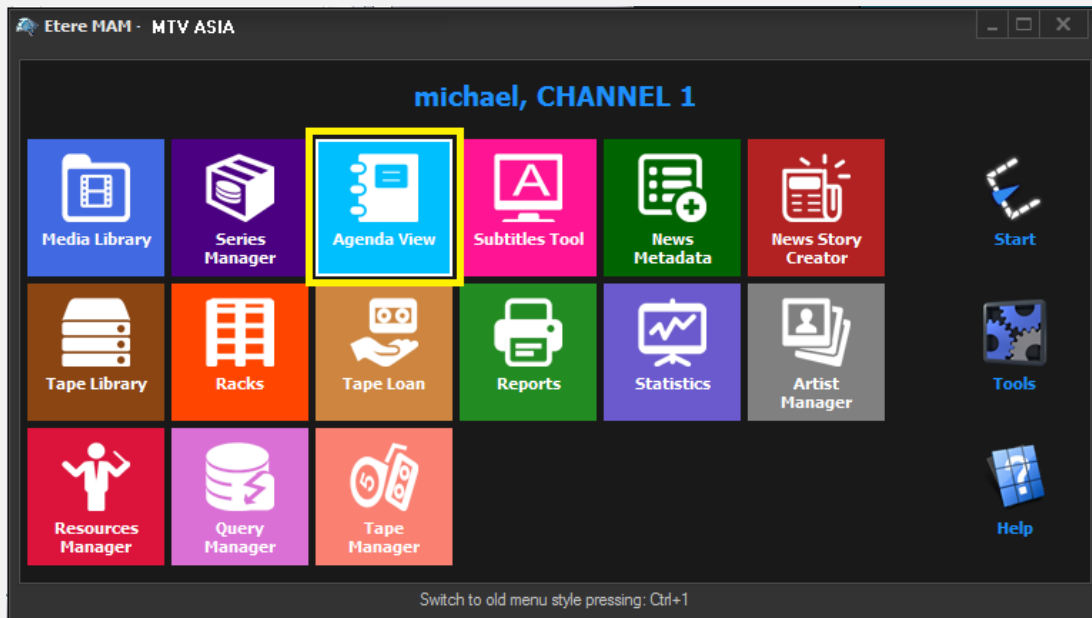 Etere MAM - MTV ASIA
michael, CHANNEL 1
Media Library
Series
Manager
Agenda View
A
Subtitles Tool
News
Metadata
News Story
Creator
Start
Tape Library
Racks
Tape Loan
Reports
Statistics
Artist
Manager
Tools
Resources
Manager
Query
Manager
5
Tape
Manager
?
Help
Switch to old menu style pressing: Ctrl+1